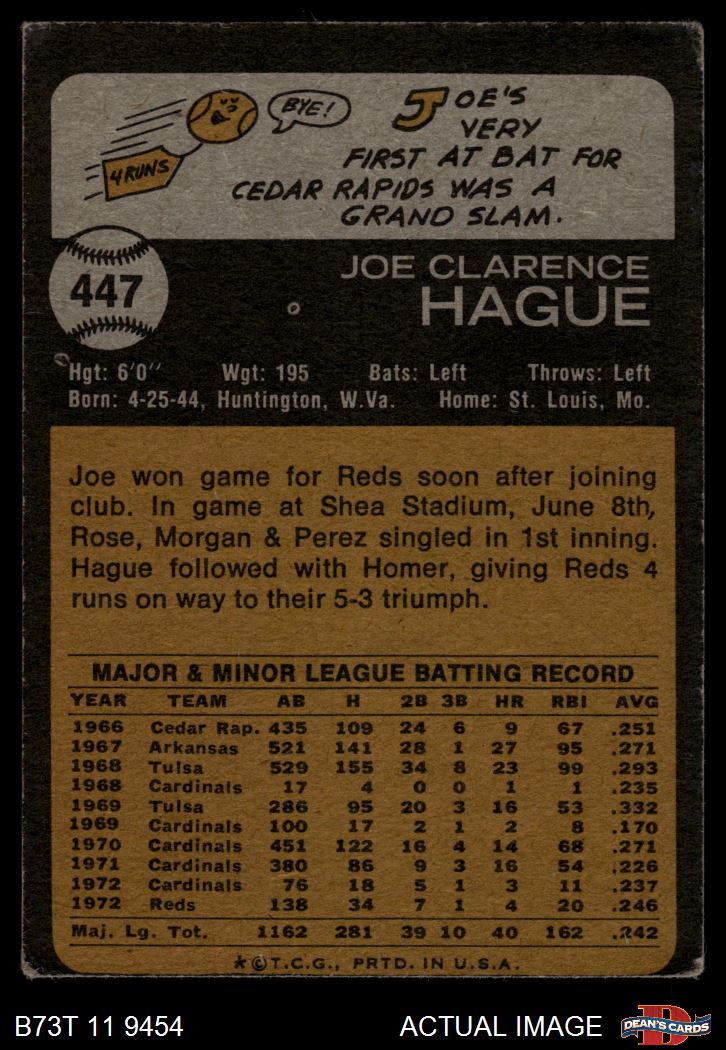 4 RUNS
BYE!
JOE'S
VERY
FIRST AT BAT FOR
CEDAR RAPIDS WAS A
GRAND SLAM.
447
JOE CLARENCE
HAGUE
Hgt: 6'0" Wgt: 195 Bats: Left Throws: Left
Born: 4-25-44, Huntington, W.Va. Home: St. Louis, Mo.
Joe won game for Reds soon after joining
club. In game at Shea Stadium, June 8th,
Rose, Morgan & Perez singled in 1st inning.
Hague followed with Homer, giving Reds 4
runs on way to their 5-3 triumph.
MAJOR & MINOR LEAGUE BATTING RECORD
YEAR TEAM AB H 2B 3B HR RBI AVG
1966 Cedar Rap. 435 109 24 6 9 67 .251
1967 Arkansas 521 141 28 1 27 95 .271
1968 Tulsa 529 155 34 8 23 99 .293
1968 Cardinals 17 4 0 0 1 1 .235
1969 Tulsa 286 95 20 3 16 53 .332
1969 Cardinals 100 17 2 1 2 8 .170
1970 Cardinals 451 122 16 4 14 68 .271
1971 Cardinals 380 86 9 3 16 54 .226
1972 Cardinals 76 18 5 1 3 11 .237
1972 Reds 138 34 7 1 4 20 .246
Maj. Lg. Tot. 1162 281 39 10 40 162 .242
*©T.C.G., PRTD. IN U.S.A.
B73T 11 9454 ACTUAL IMAGE
D
DEAN'S CARDS